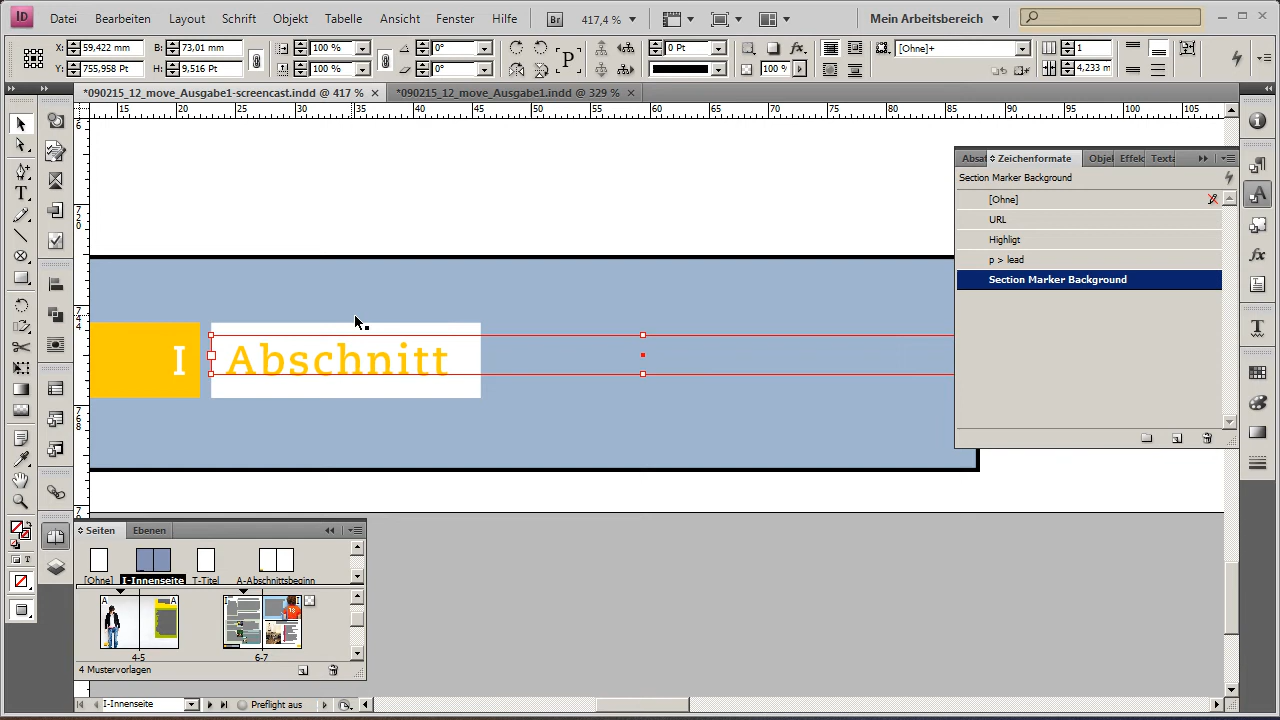 ID Datei Bearbeiten Layout Schrift Objekt Tabelle Ansicht Fenster Hilfe Br 417,4 % Mein Arbeitsbereich
X: 59,422 mm B: 73,01 mm 100 % 0° P 0 Pt fx. [Ohne]+ 1
Y: 755,958 Pt H: 9,516 Pt 100 % 0° 100 % 4,233 m
*090215_12_move_Ausgabe1-screencast.indd @ 417 % *090215_12_move_Ausgabe1.indd @ 329 %
15 20 25 30 35 40 45 50 55 60 65 70 75 80 85 90 95 100 105
Absat Zeichenformate Objel Effek Texta
Section Marker Background
[Ohne]
URL
Highligt
p > lead
Section Marker Background
I Abschnitt
Seiten Ebenen
[Ohne] I-Innenseite T-Titel A-Abschnittsbeginn
A A I I
4-5 6-7
4 Mustervorlagen
I-Innenseite Preflight aus